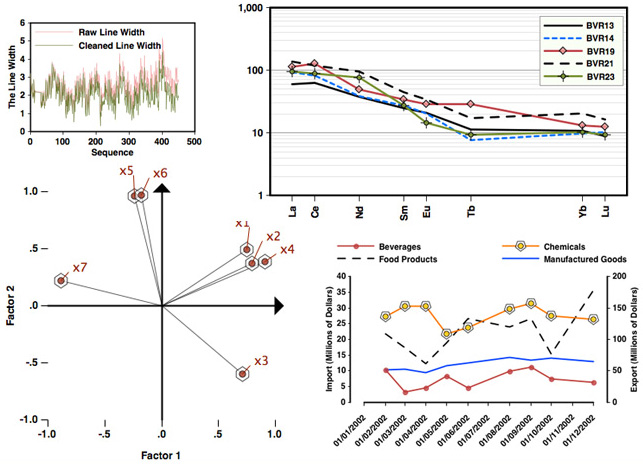 Raw Line Width
Cleaned Line Width
The Line Width
6
5
4
3
2
1
0
0
100
200
300
400
500
Sequence
1,000
100
10
1
BVR13
BVR14
BVR19
BVR21
BVR23
La
Ce
Nd
Sm
Eu
Tb
Yb
Lu
x5
x6
x1
x2
x4
x7
x3
1.0
.5
.0
-.5
-1.0
Factor 2
-1.0
-.5
.0
.5
1.0
Factor 1
Beverages
Chemicals
Food Products
Manufactured Goods
Import (Millions of Dollars)
40
35
30
25
20
15
10
5
0
200
150
100
50
0
Export (Millions of Dollars)
01/01/2002
01/02/2002
01/03/2002
01/04/2002
01/05/2002
01/06/2002
01/07/2002
01/08/2002
01/09/2002
01/10/2002
01/11/2002
01/12/2002